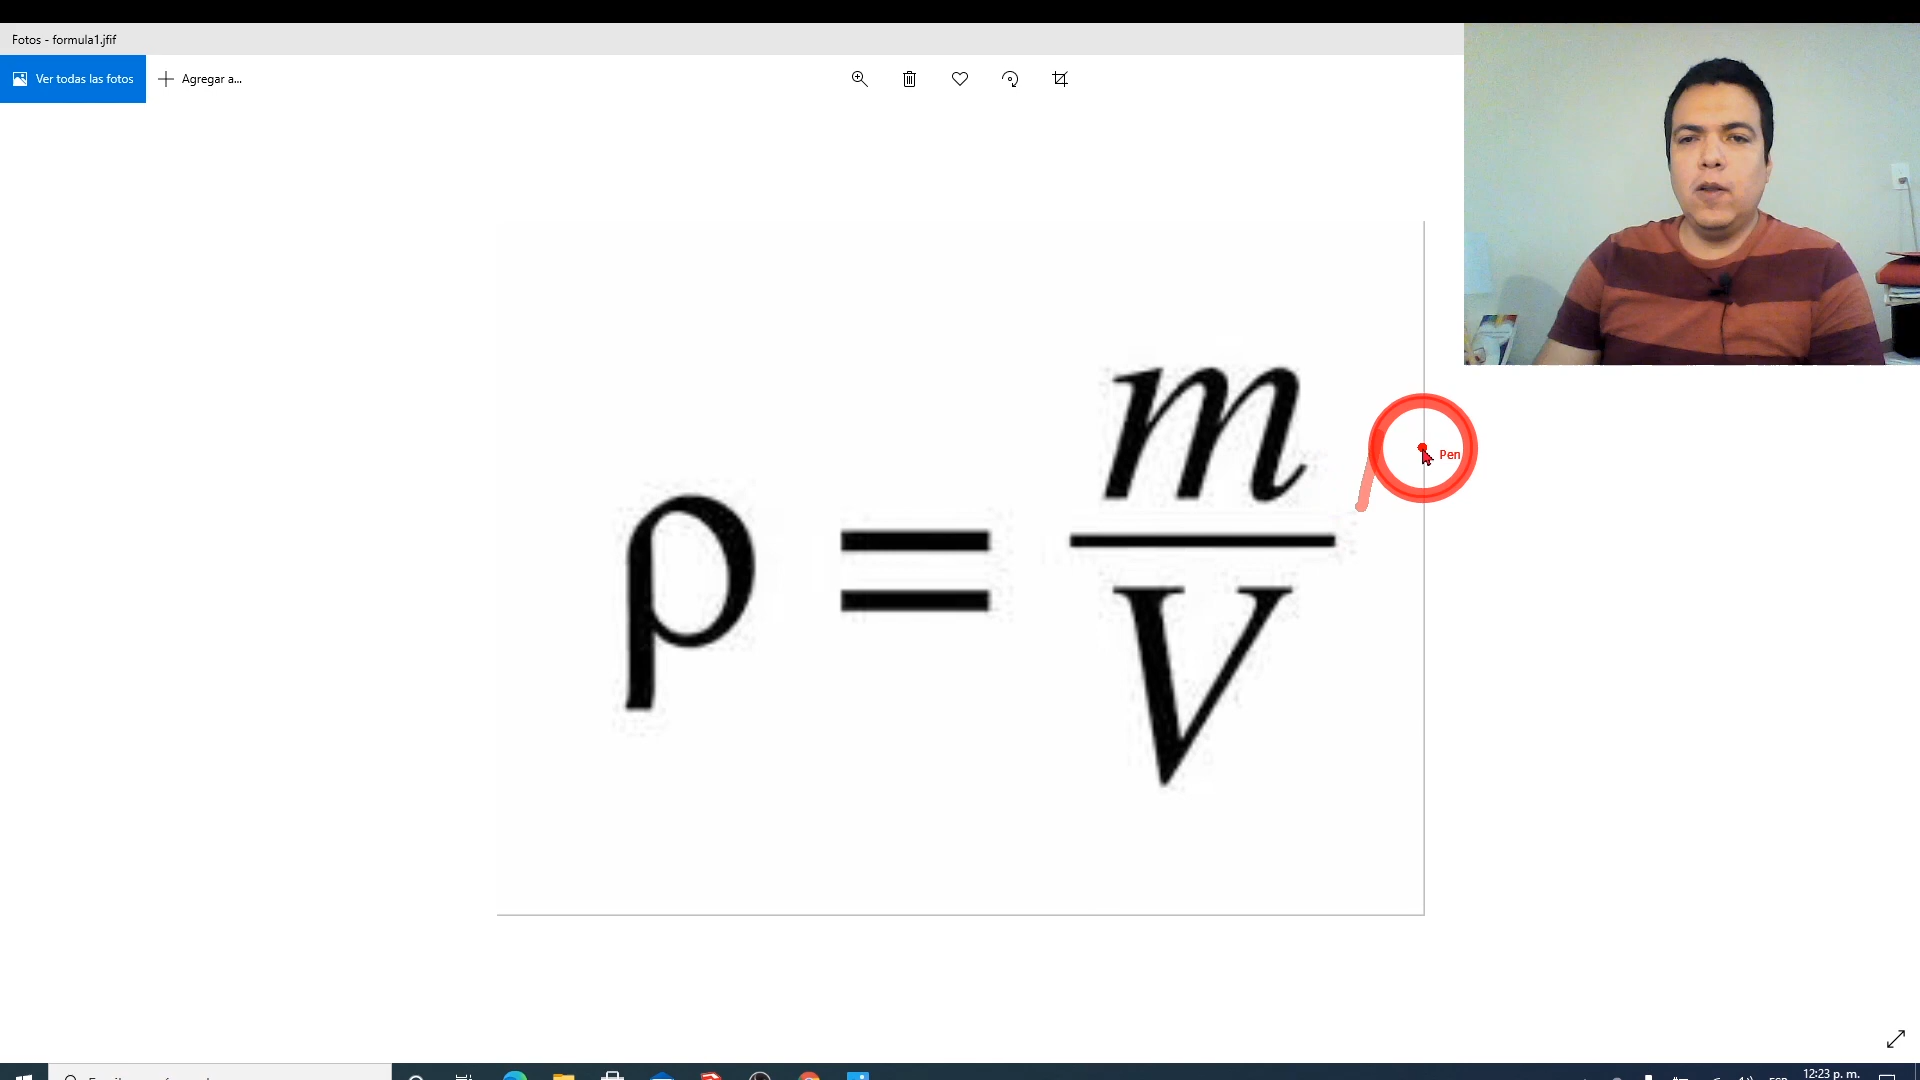 Fotos - formula1.jfif
Ver todas las fotos
Agregar a...
ρ = m/V
Pen
12:23 p. m.